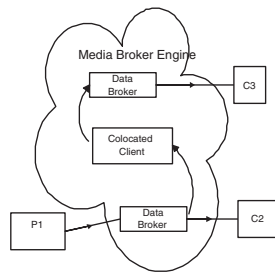 Media Broker Engine
Data
Broker
C3
Colocated
Client
P1
Data
Broker
C2